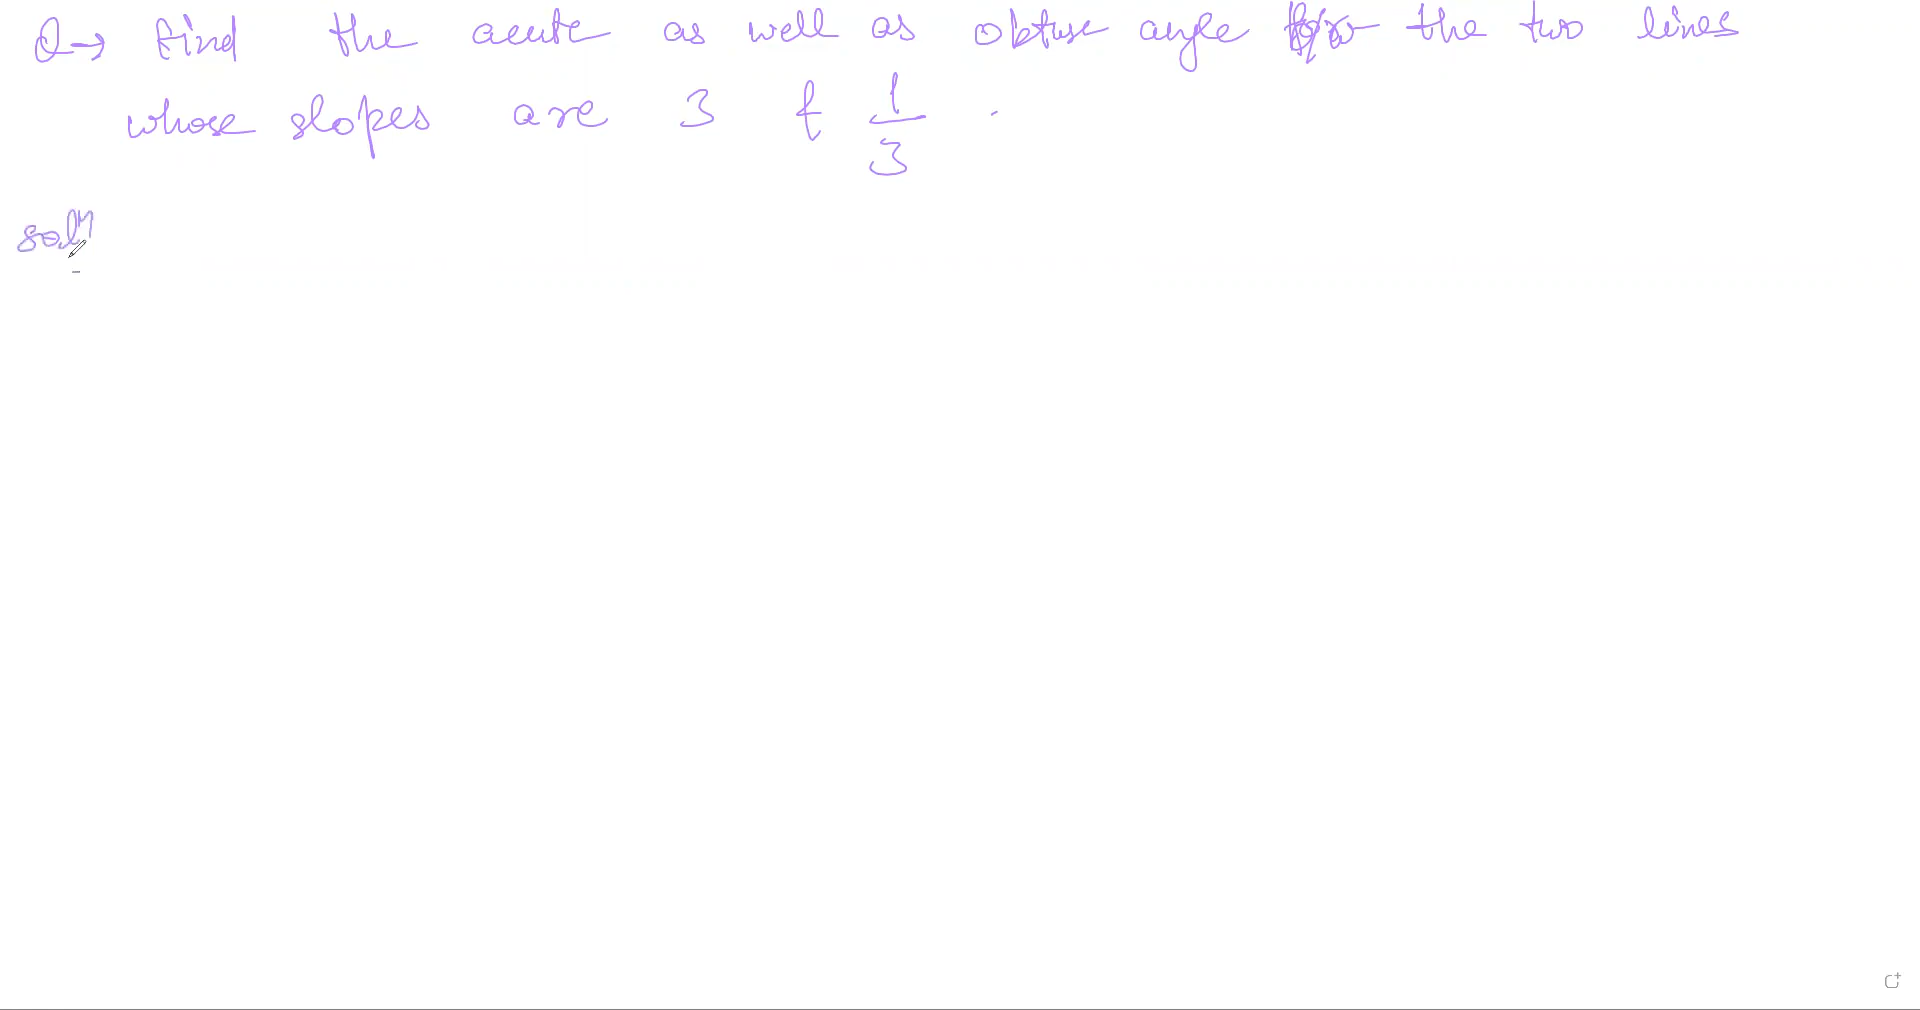 Q→ Find the acute as well as obtuse angle for the two lines
whose slopes are 3 & 1/3 .
solⁿ